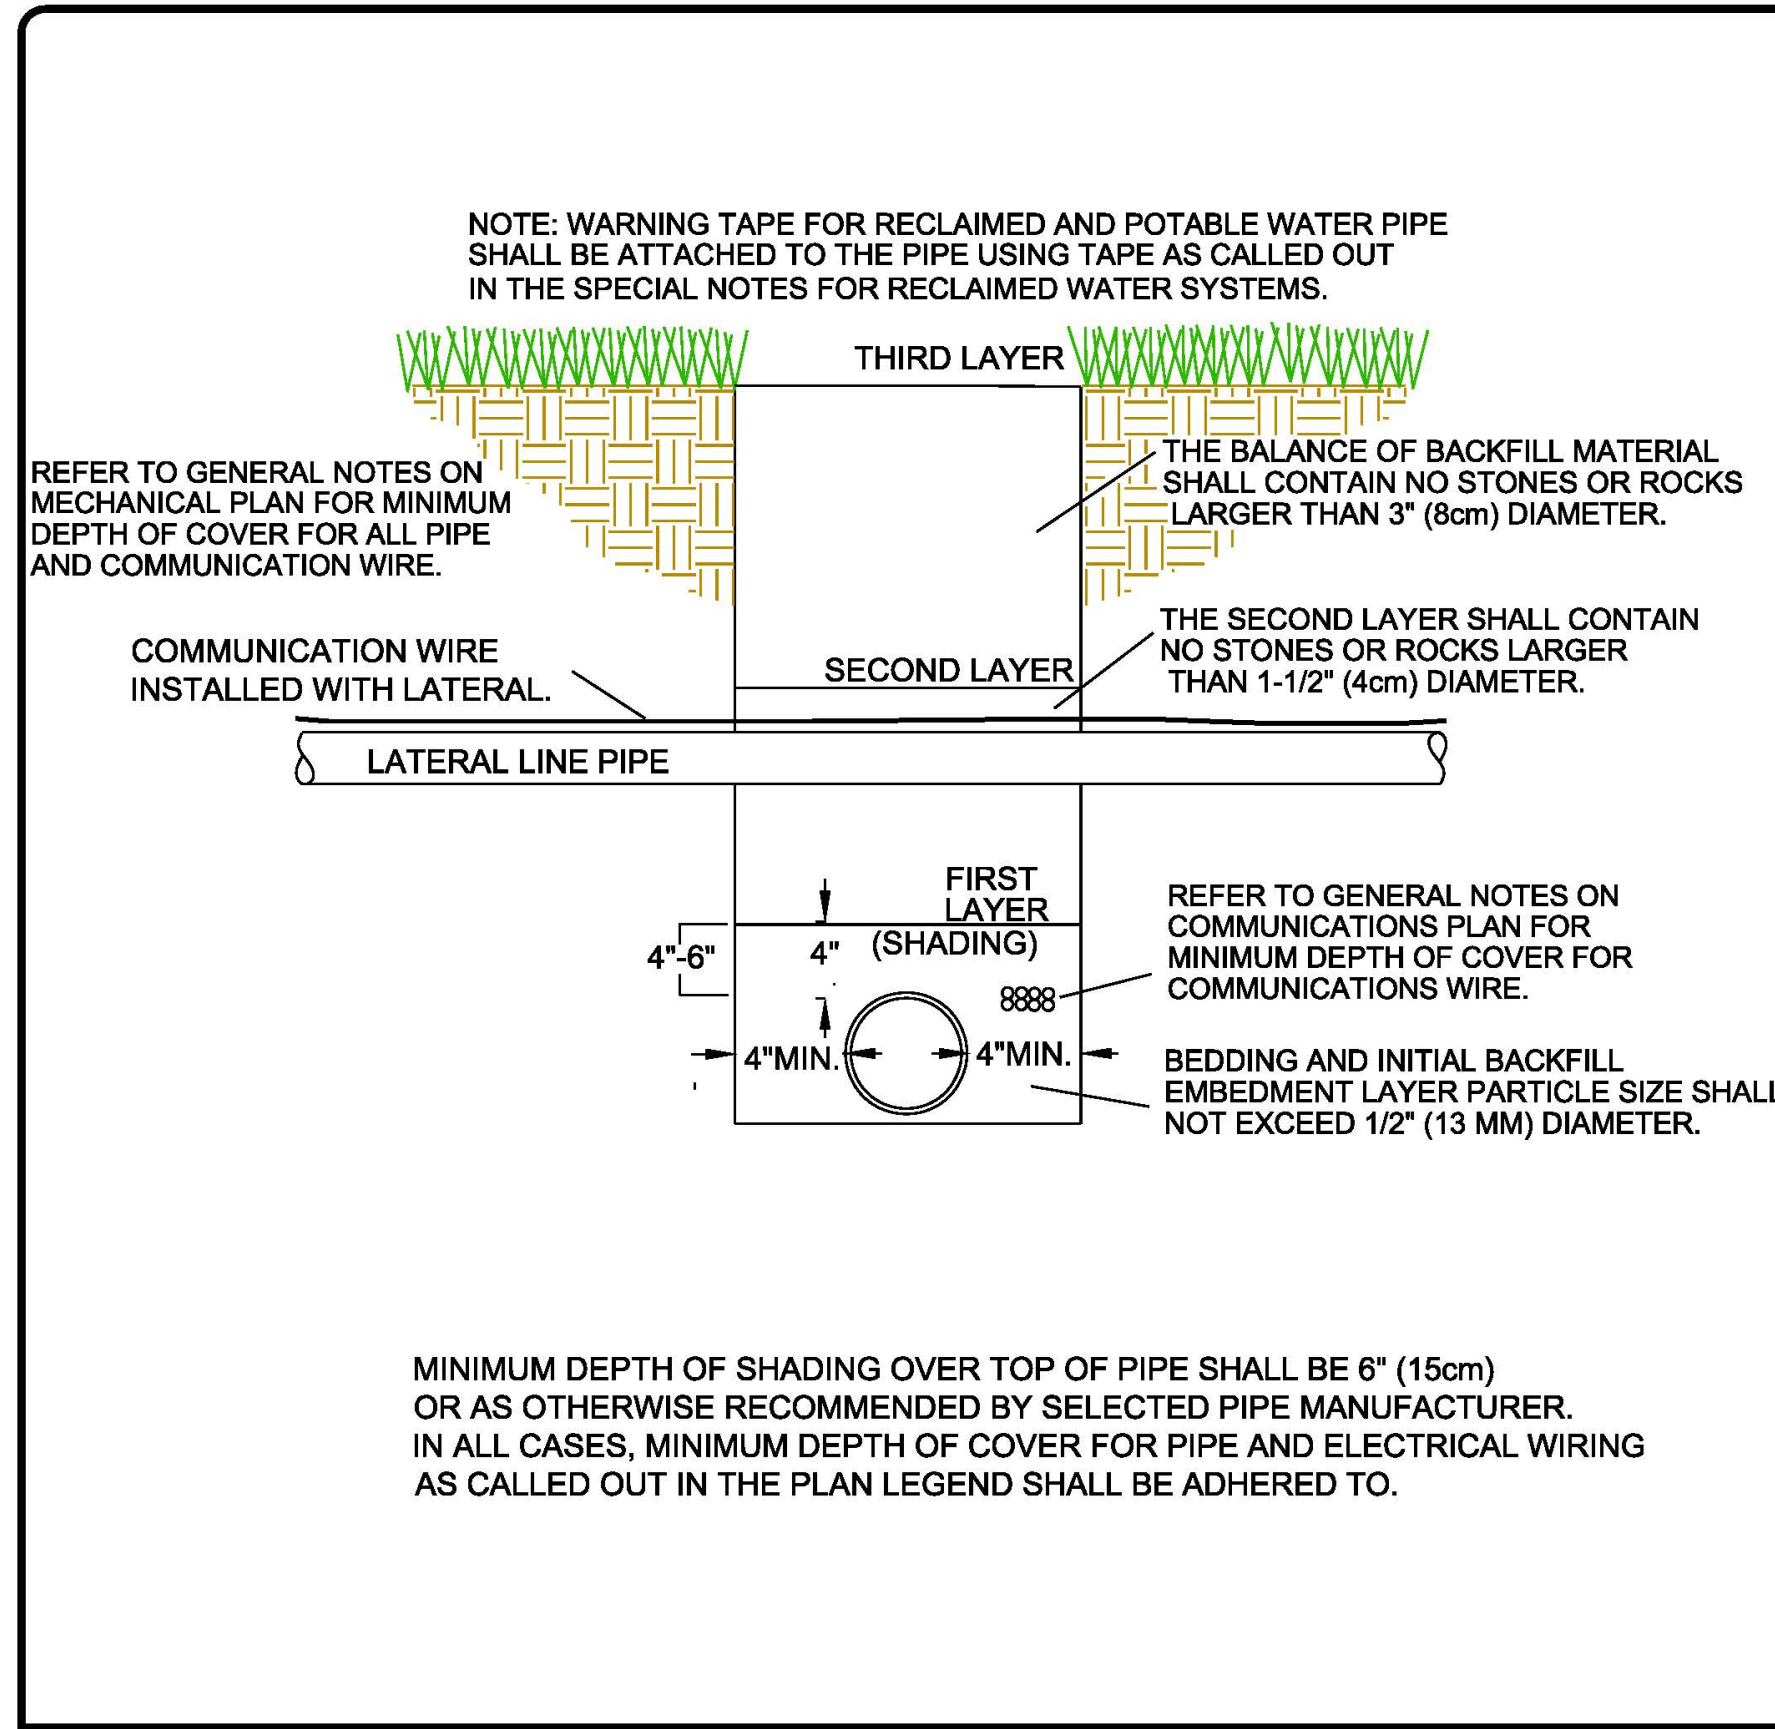 NOTE: WARNING TAPE FOR RECLAIMED AND POTABLE WATER PIPE
SHALL BE ATTACHED TO THE PIPE USING TAPE AS CALLED OUT
IN THE SPECIAL NOTES FOR RECLAIMED WATER SYSTEMS.
THIRD LAYER
THE BALANCE OF BACKFILL MATERIAL
SHALL CONTAIN NO STONES OR ROCKS
LARGER THAN 3" (8cm) DIAMETER.
REFER TO GENERAL NOTES ON
MECHANICAL PLAN FOR MINIMUM
DEPTH OF COVER FOR ALL PIPE
AND COMMUNICATION WIRE.
THE SECOND LAYER SHALL CONTAIN
NO STONES OR ROCKS LARGER
THAN 1-1/2" (4cm) DIAMETER.
COMMUNICATION WIRE
INSTALLED WITH LATERAL.
SECOND LAYER
LATERAL LINE PIPE
FIRST
LAYER
(SHADING)
4"-6"
4"
REFER TO GENERAL NOTES ON
COMMUNICATIONS PLAN FOR
MINIMUM DEPTH OF COVER FOR
COMMUNICATIONS WIRE.
4"MIN.
4"MIN.
BEDDING AND INITIAL BACKFILL
EMBEDMENT LAYER PARTICLE SIZE SHALL
NOT EXCEED 1/2" (13 MM) DIAMETER.
MINIMUM DEPTH OF SHADING OVER TOP OF PIPE SHALL BE 6" (15cm)
OR AS OTHERWISE RECOMMENDED BY SELECTED PIPE MANUFACTURER.
IN ALL CASES, MINIMUM DEPTH OF COVER FOR PIPE AND ELECTRICAL WIRING
AS CALLED OUT IN THE PLAN LEGEND SHALL BE ADHERED TO.